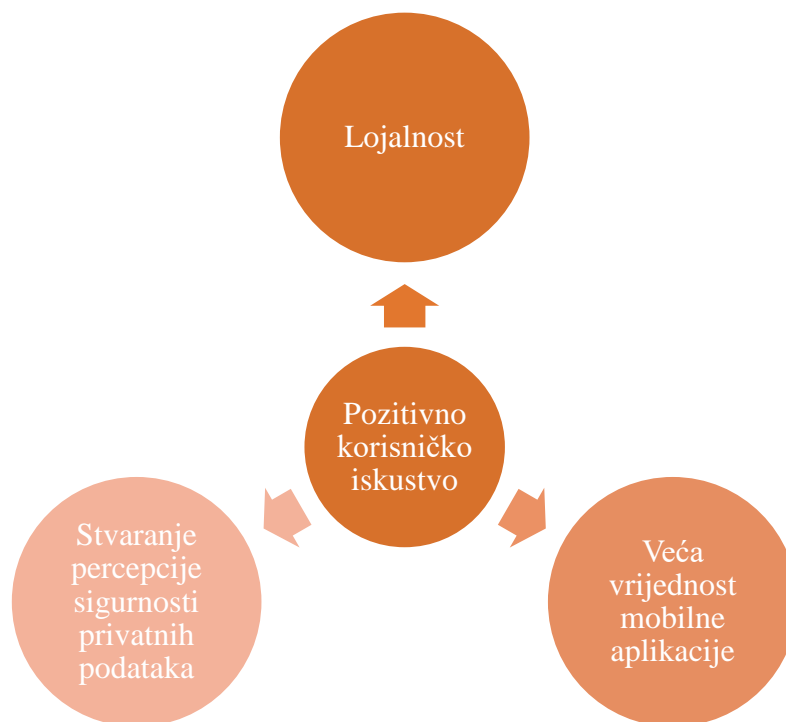 Lojalnost
Pozitivno
korisničko
iskustvo
Stvaranje
percepcije
sigurnosti
privatnih
podataka
Veća
vrijednost
mobilne
aplikacije